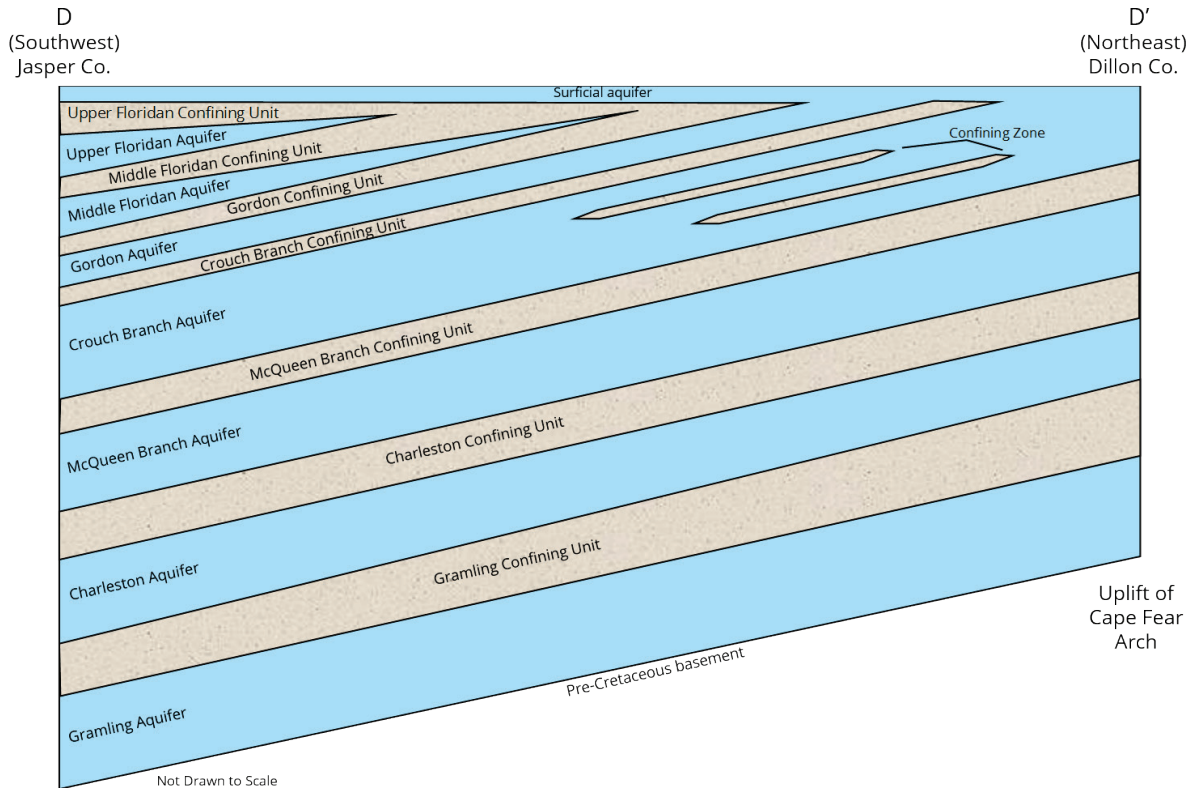 D
(Southwest)
Jasper Co.
D’
(Northeast)
Dillon Co.
Surficial aquifer
Upper Floridan Confining Unit
Confining Zone
Upper Floridan Aquifer
Middle Floridan Confining Unit
Middle Floridan Aquifer
Gordon Confining Unit
Gordon Aquifer
Crouch Branch Confining Unit
Crouch Branch Aquifer
McQueen Branch Confining Unit
McQueen Branch Aquifer
Charleston Confining Unit
Charleston Aquifer
Gramling Confining Unit
Uplift of
Cape Fear
Arch
Pre-Cretaceous basement
Gramling Aquifer
Not Drawn to Scale